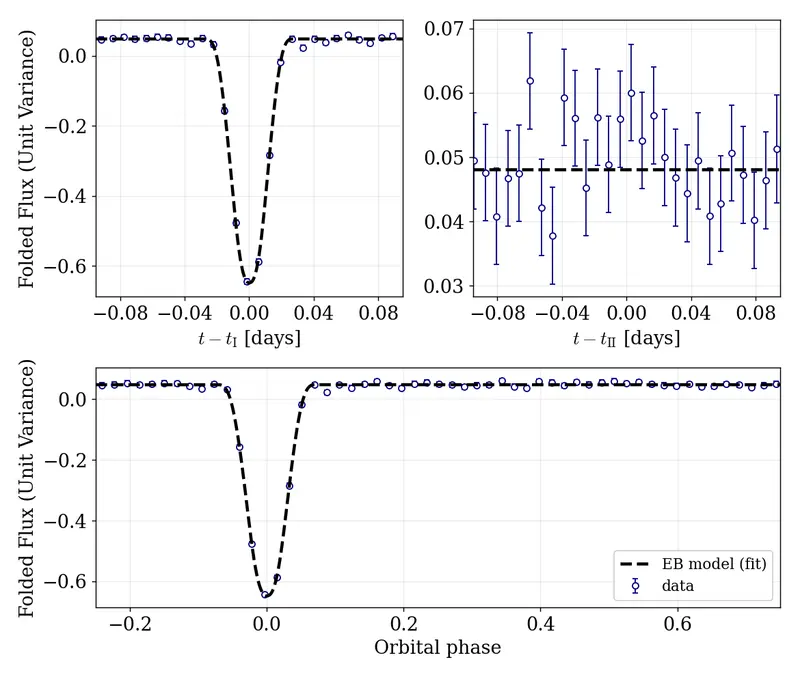 Folded Flux (Unit Variance)
0.0
−0.2
−0.4
−0.6
−0.08 −0.04 0.00 0.04 0.08
t − tI [days]
0.07
0.06
0.05
0.04
0.03
−0.08 −0.04 0.00 0.04 0.08
t − tII [days]
Folded Flux (Unit Variance)
0.0
−0.2
−0.4
−0.6
−0.2 0.0 0.2 0.4 0.6
Orbital phase
EB model (fit)
data